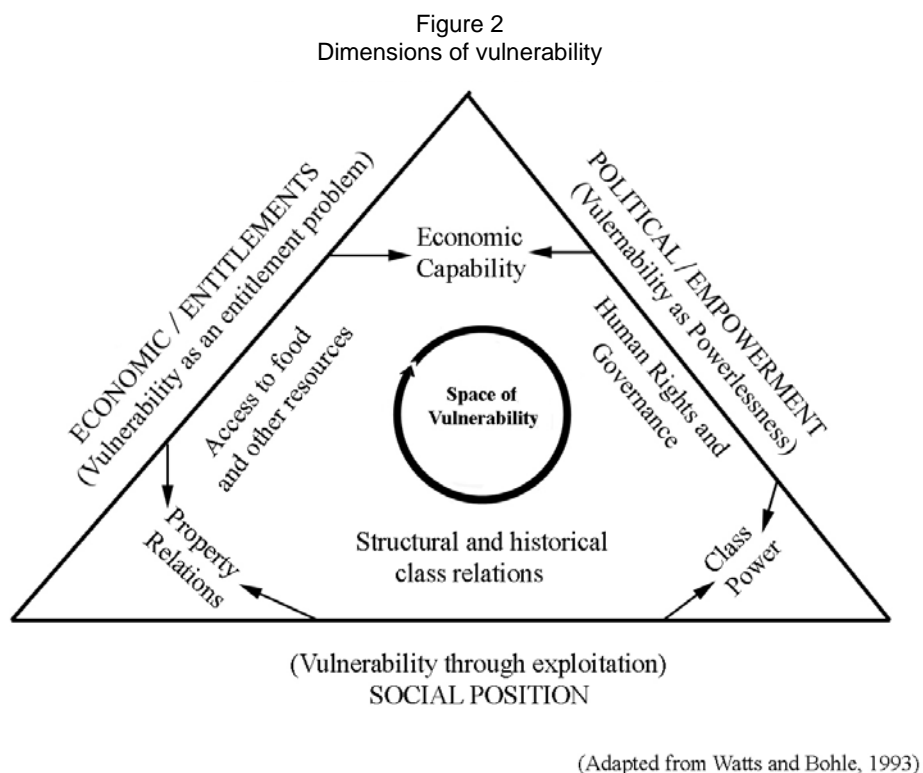 Figure 2
Dimensions of vulnerability
ECONOMIC / ENTITLEMENTS
(Vulnerability as an entitlement problem)
POLITICAL / EMPOWERMENT
(Vulernability as Powerlessness)
Economic
Capability
Access to food
and other resources
Human Rights and
Governance
Space of
Vulnerability
Property
Relations
Structural and historical
class relations
Class
Power
(Vulnerability through exploitation)
SOCIAL POSITION
(Adapted from Watts and Bohle, 1993)